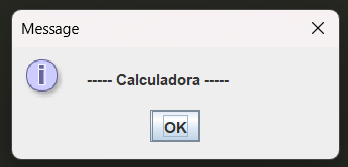 Message
----- Calculadora -----
OK